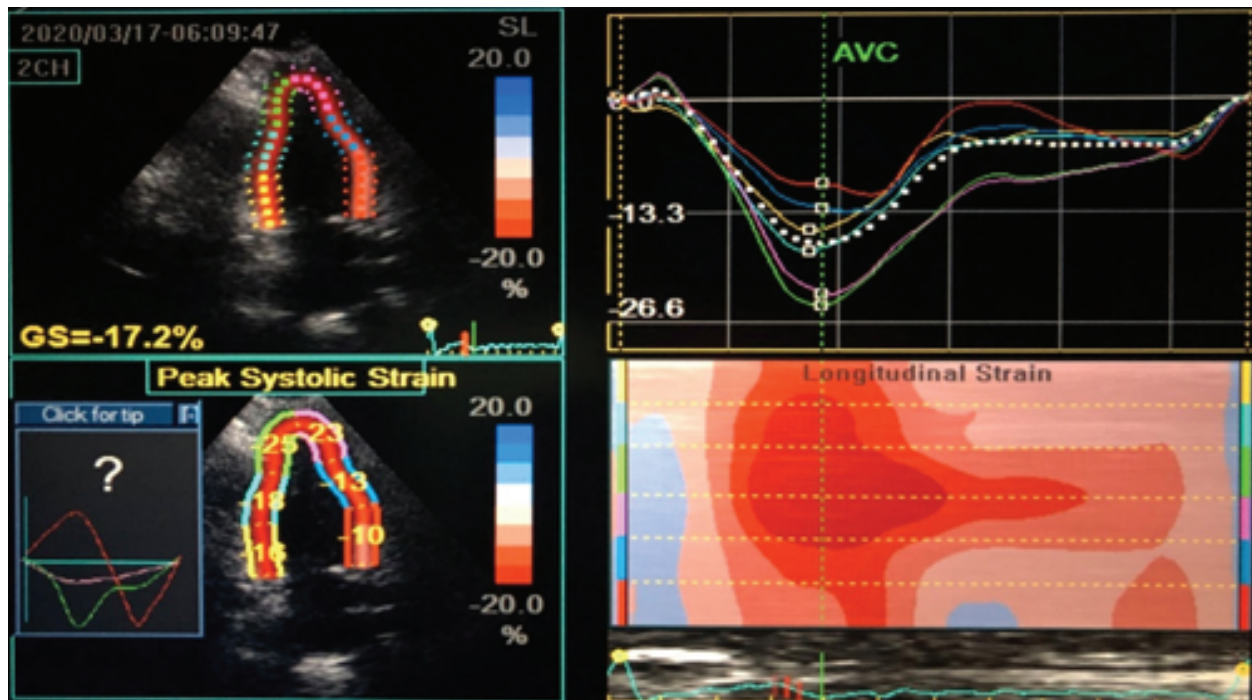 2020/03/17-06:09:47
SL
2CH
20.0
-20.0
%
GS=-17.2%
AVC
-13.3
-26.6
Peak Systolic Strain
Click for tip
?
20.0
-25
23
-13
18
-10
16
-20.0
%
Longitudinal Strain